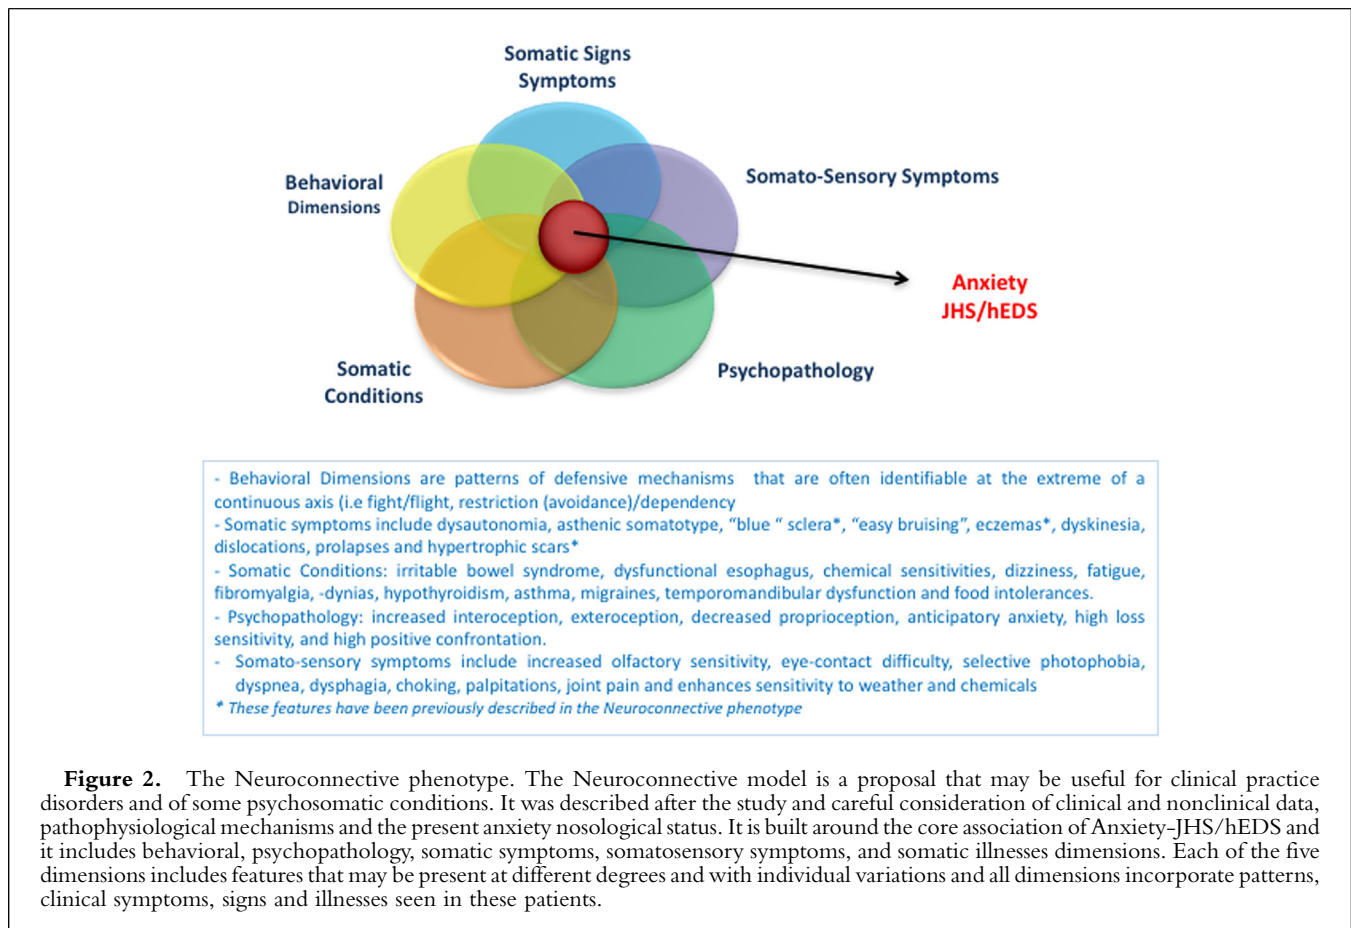 Somatic Signs
Symptoms
Behavioral
Dimensions
Somato-Sensory Symptoms
Anxiety
JHS/hEDS
Somatic
Conditions
Psychopathology
- Behavioral Dimensions are patterns of defensive mechanisms that are often identifiable at the extreme of a
continuous axis (i.e fight/flight, restriction (avoidance)/dependency
- Somatic symptoms include dysautonomia, asthenic somatotype, “blue “ sclera*, “easy bruising”, eczemas*, dyskinesia,
dislocations, prolapses and hypertrophic scars*
- Somatic Conditions: irritable bowel syndrome, dysfunctional esophagus, chemical sensitivities, dizziness, fatigue,
fibromyalgia, -dynias, hypothyroidism, asthma, migraines, temporomandibular dysfunction and food intolerances.
- Psychopathology: increased interoception, exteroception, decreased proprioception, anticipatory anxiety, high loss
sensitivity, and high positive confrontation.
- Somato-sensory symptoms include increased olfactory sensitivity, eye-contact difficulty, selective photophobia,
dyspnea, dysphagia, choking, palpitations, joint pain and enhances sensitivity to weather and chemicals
* These features have been previously described in the Neuroconnective phenotype
Figure 2. The Neuroconnective phenotype. The Neuroconnective model is a proposal that may be useful for clinical practice
disorders and of some psychosomatic conditions. It was described after the study and careful consideration of clinical and nonclinical data,
pathophysiological mechanisms and the present anxiety nosological status. It is built around the core association of Anxiety-JHS/hEDS and
it includes behavioral, psychopathology, somatic symptoms, somatosensory symptoms, and somatic illnesses dimensions. Each of the five
dimensions includes features that may be present at different degrees and with individual variations and all dimensions incorporate patterns,
clinical symptoms, signs and illnesses seen in these patients.